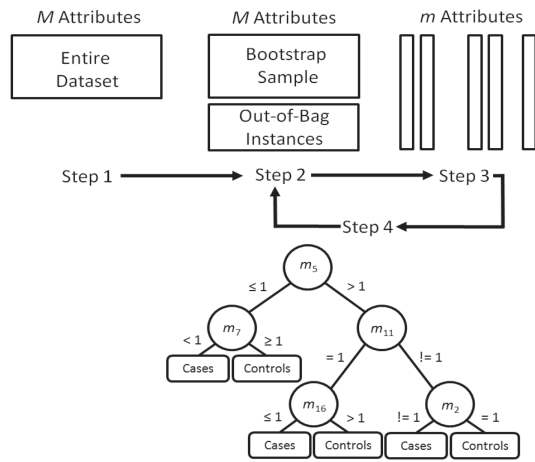 M Attributes
M Attributes
m Attributes
Entire
Dataset
Bootstrap
Sample
Out-of-Bag
Instances
Step 1
Step 2
Step 3
Step 4
m5
≤ 1
> 1
m7
m11
< 1
≥ 1
= 1
!= 1
Cases
Controls
m16
m2
≤ 1
> 1
!= 1
= 1
Cases
Controls
Cases
Controls